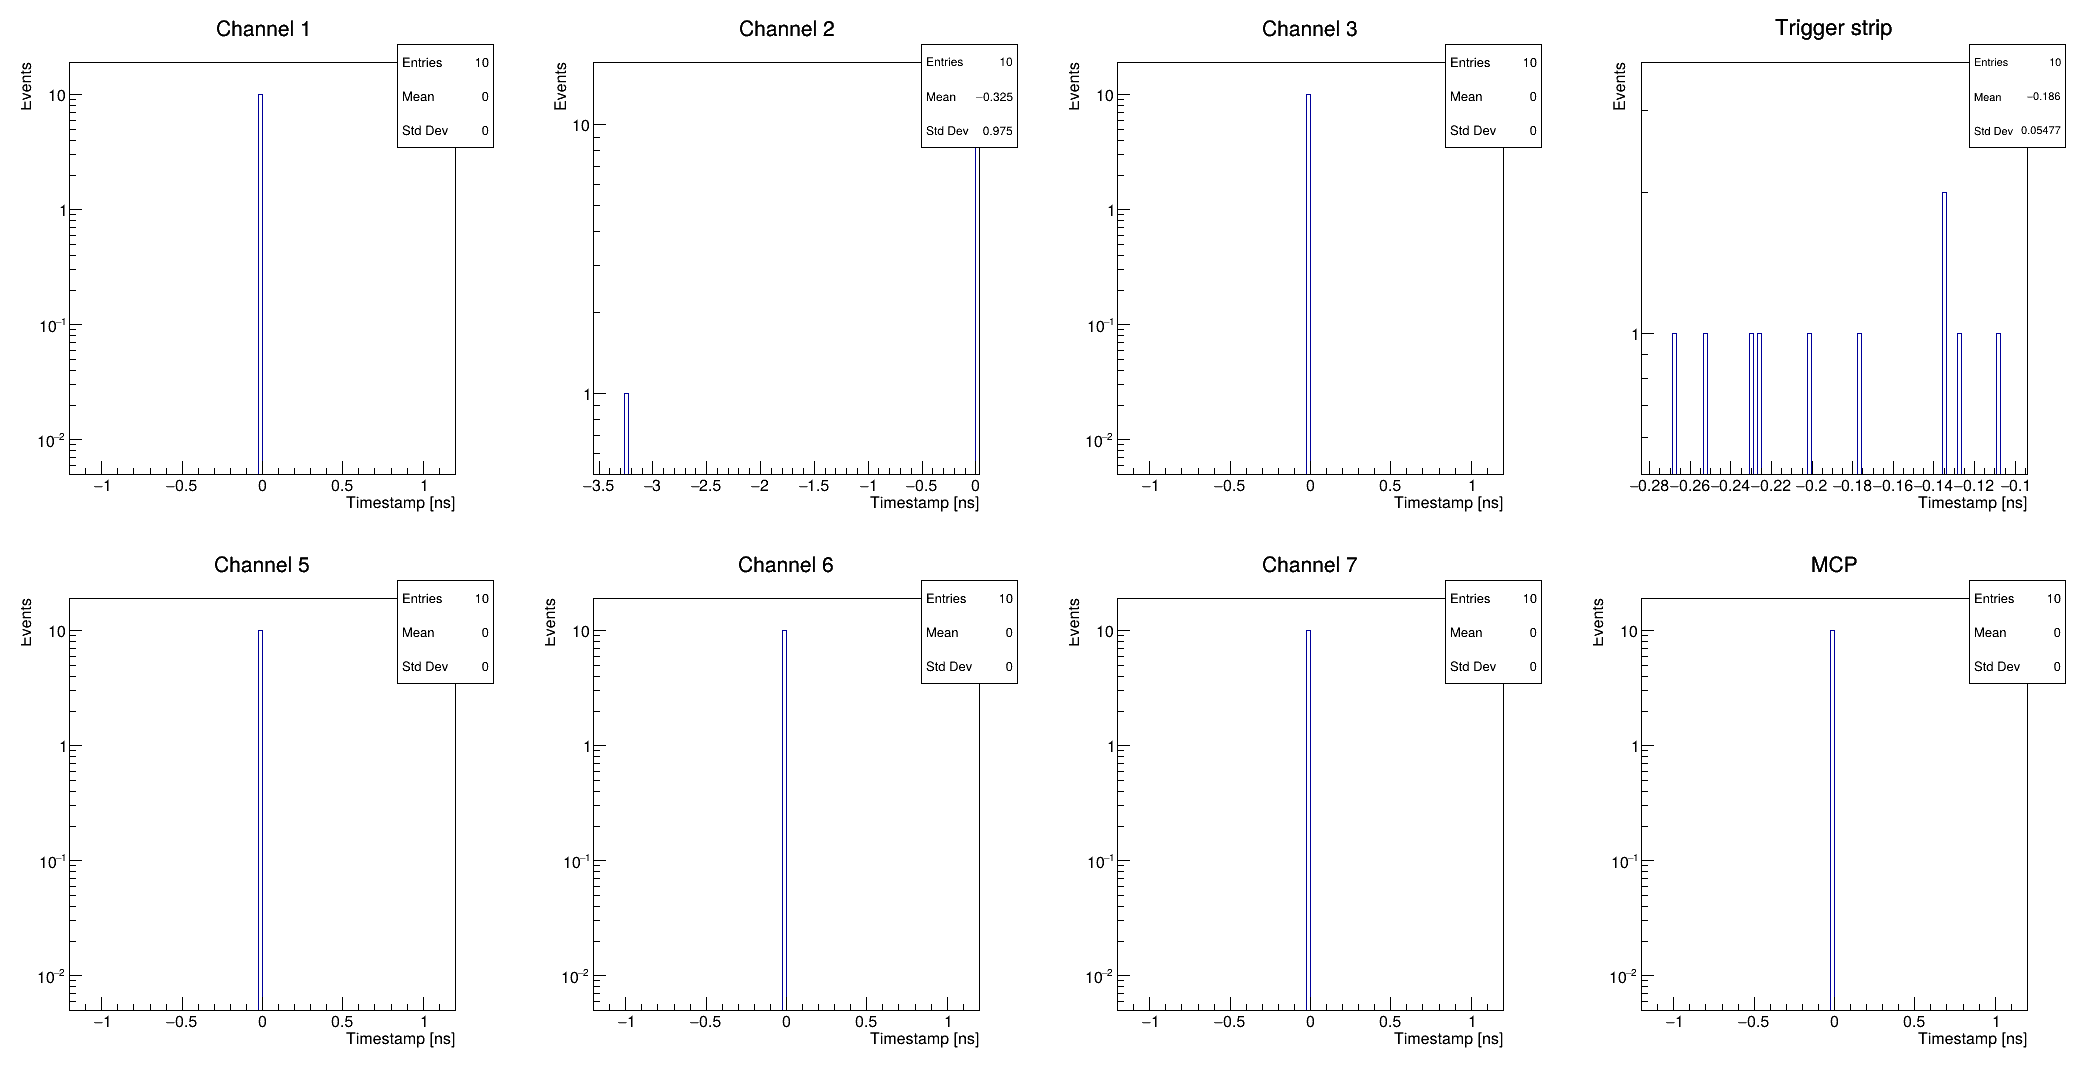 Channel 1
Events
Entries 10
Mean 0
Std Dev 0
10
1
10⁻¹
10⁻²
−1 −0.5 0 0.5 1
Timestamp [ns]
Channel 2
Events
Entries 10
Mean −0.325
Std Dev 0.975
10
1
−3.5 −3 −2.5 −2 −1.5 −1 −0.5 0
Timestamp [ns]
Channel 3
Events
Entries 10
Mean 0
Std Dev 0
10
1
10⁻¹
10⁻²
−1 −0.5 0 0.5 1
Timestamp [ns]
Trigger strip
Events
Entries 10
Mean −0.186
Std Dev 0.05477
1
−0.28 −0.26 −0.24 −0.22 −0.2 −0.18 −0.16 −0.14 −0.12 −0.1
Timestamp [ns]
Channel 5
Events
Entries 10
Mean 0
Std Dev 0
10
1
10⁻¹
10⁻²
−1 −0.5 0 0.5 1
Timestamp [ns]
Channel 6
Events
Entries 10
Mean 0
Std Dev 0
10
1
10⁻¹
10⁻²
−1 −0.5 0 0.5 1
Timestamp [ns]
Channel 7
Events
Entries 10
Mean 0
Std Dev 0
10
1
10⁻¹
10⁻²
−1 −0.5 0 0.5 1
Timestamp [ns]
MCP
Events
Entries 10
Mean 0
Std Dev 0
10
1
10⁻¹
10⁻²
−1 −0.5 0 0.5 1
Timestamp [ns]